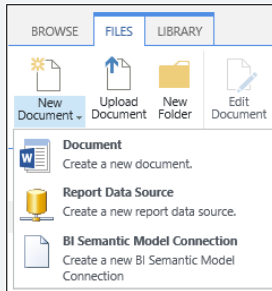 BROWSE FILES LIBRARY
New Document Upload Document New Folder Edit Document
W
Document
Create a new document.
Report Data Source
Create a new report data source.
BI Semantic Model Connection
Create a new BI Semantic Model
Connection